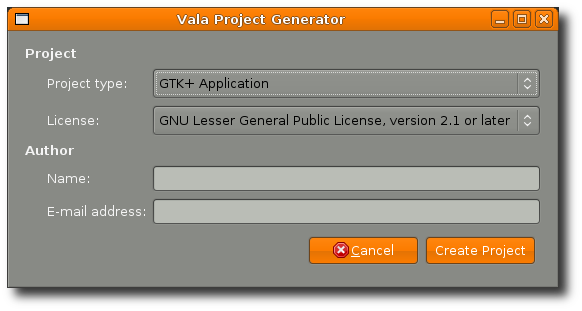 Vala Project Generator
Project
Project type: GTK+ Application
License: GNU Lesser General Public License, version 2.1 or later
Author
Name:
E-mail address:
Cancel Create Project